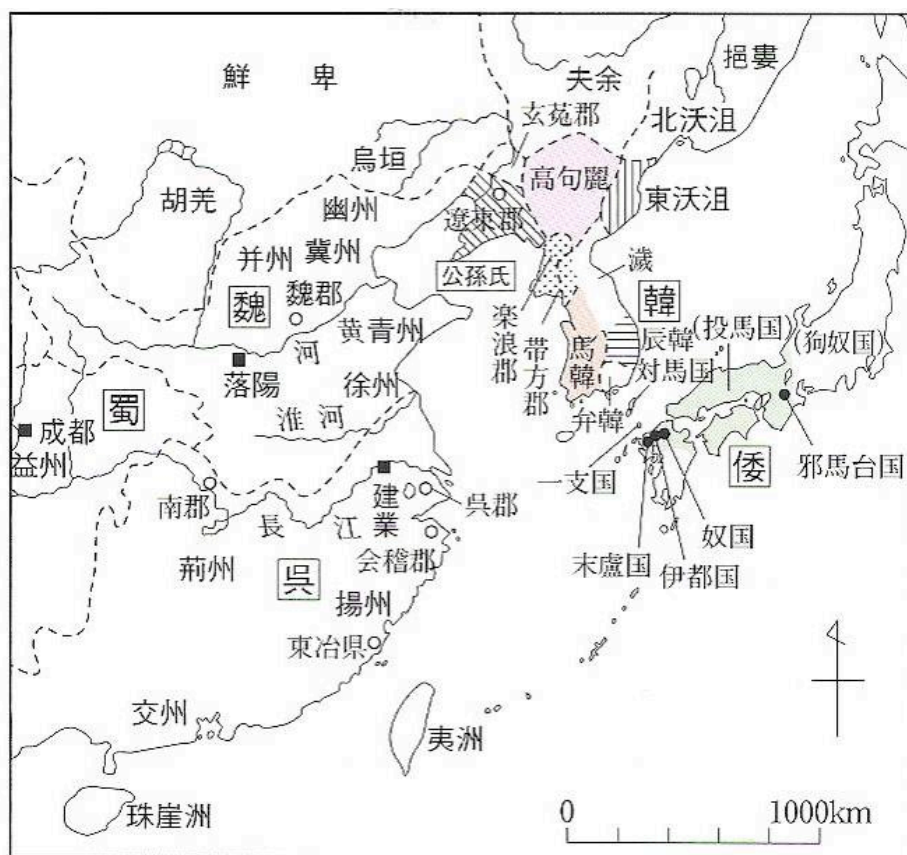 鮮卑
夫余
挹婁
玄菟郡
北沃沮
烏垣
高句麗
胡羌
幽州
遼東郡
東沃沮
并州
冀州
公孫氏
濊
魏
魏郡
韓
楽浪郡
帯方郡
馬韓
辰韓
(投馬国)
(狗奴国)
黄
青州
河
対馬国
洛陽
徐州
弁韓
蜀
淮河
成都
益州
一支国
倭
邪馬台国
南郡
建業
呉郡
長江
奴国
荊州
会稽郡
末盧国
伊都国
呉
揚州
東冶県
交州
夷洲
珠崖洲
0
1000km